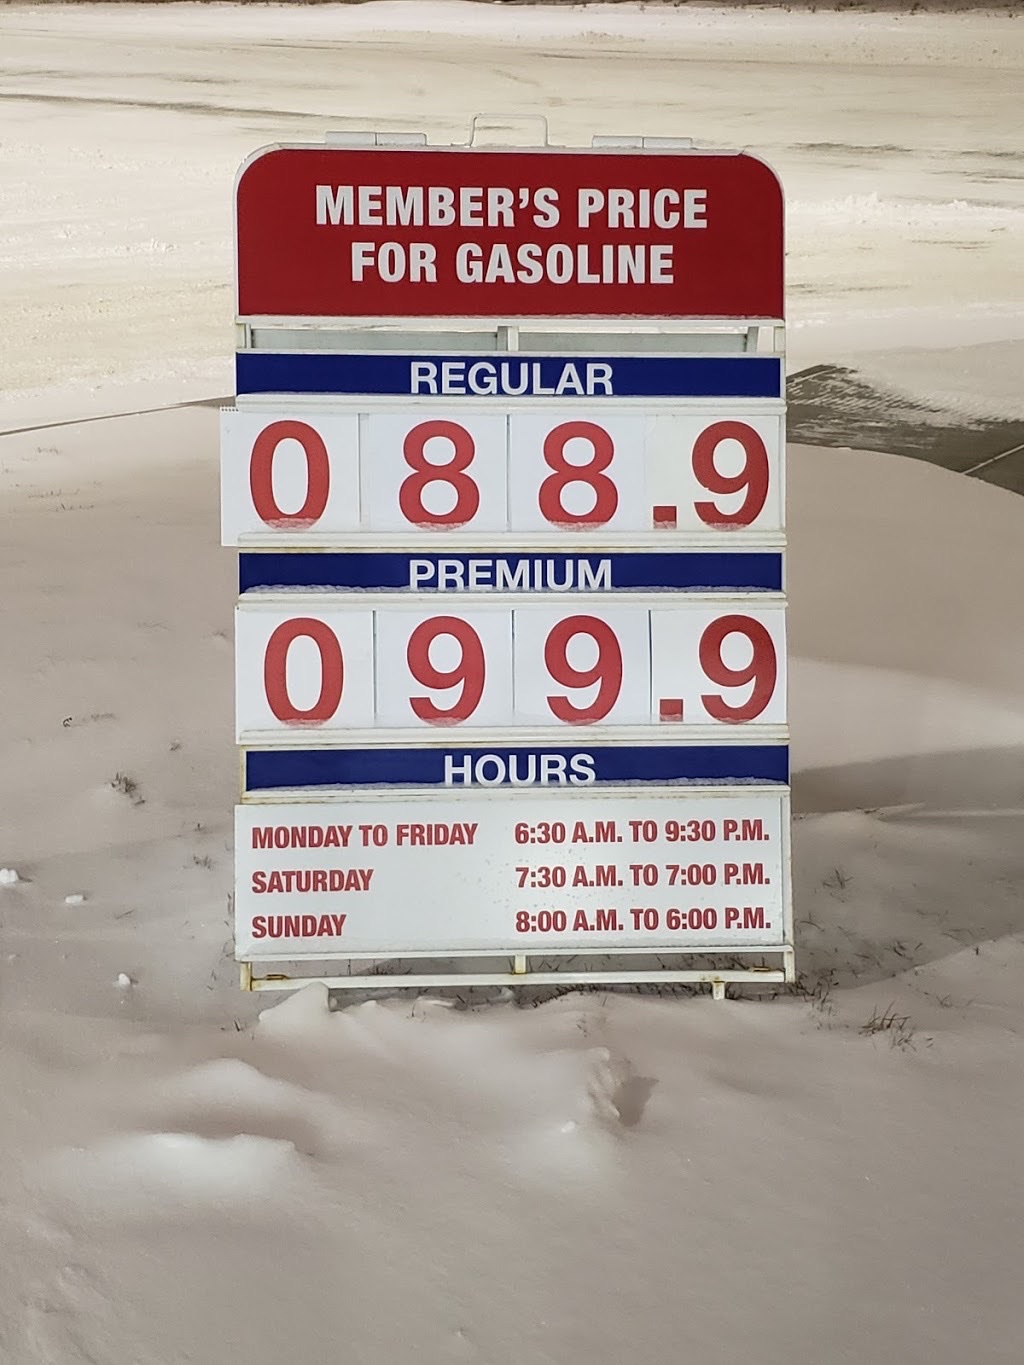 MEMBER'S PRICE
FOR GASOLINE
REGULAR
088.9
PREMIUM
099.9
HOURS
MONDAY TO FRIDAY 6:30 A.M. TO 9:30 P.M.
SATURDAY 7:30 A.M. TO 7:00 P.M.
SUNDAY 8:00 A.M. TO 6:00 P.M.